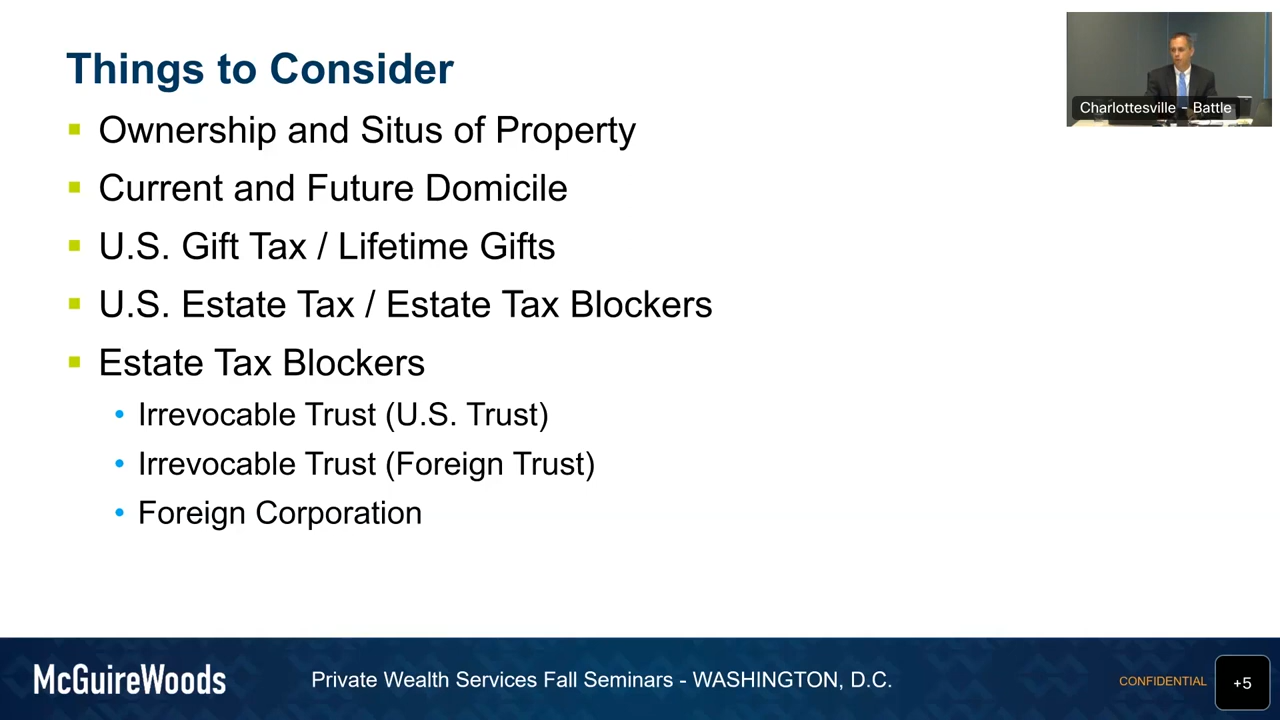 Things to Consider
Ownership and Situs of Property
Current and Future Domicile
U.S. Gift Tax / Lifetime Gifts
U.S. Estate Tax / Estate Tax Blockers
Estate Tax Blockers
Irrevocable Trust (U.S. Trust)
Irrevocable Trust (Foreign Trust)
Foreign Corporation
Charlottesville - Battle
McGuireWoods
Private Wealth Services Fall Seminars - WASHINGTON, D.C.
CONFIDENTIAL
+5